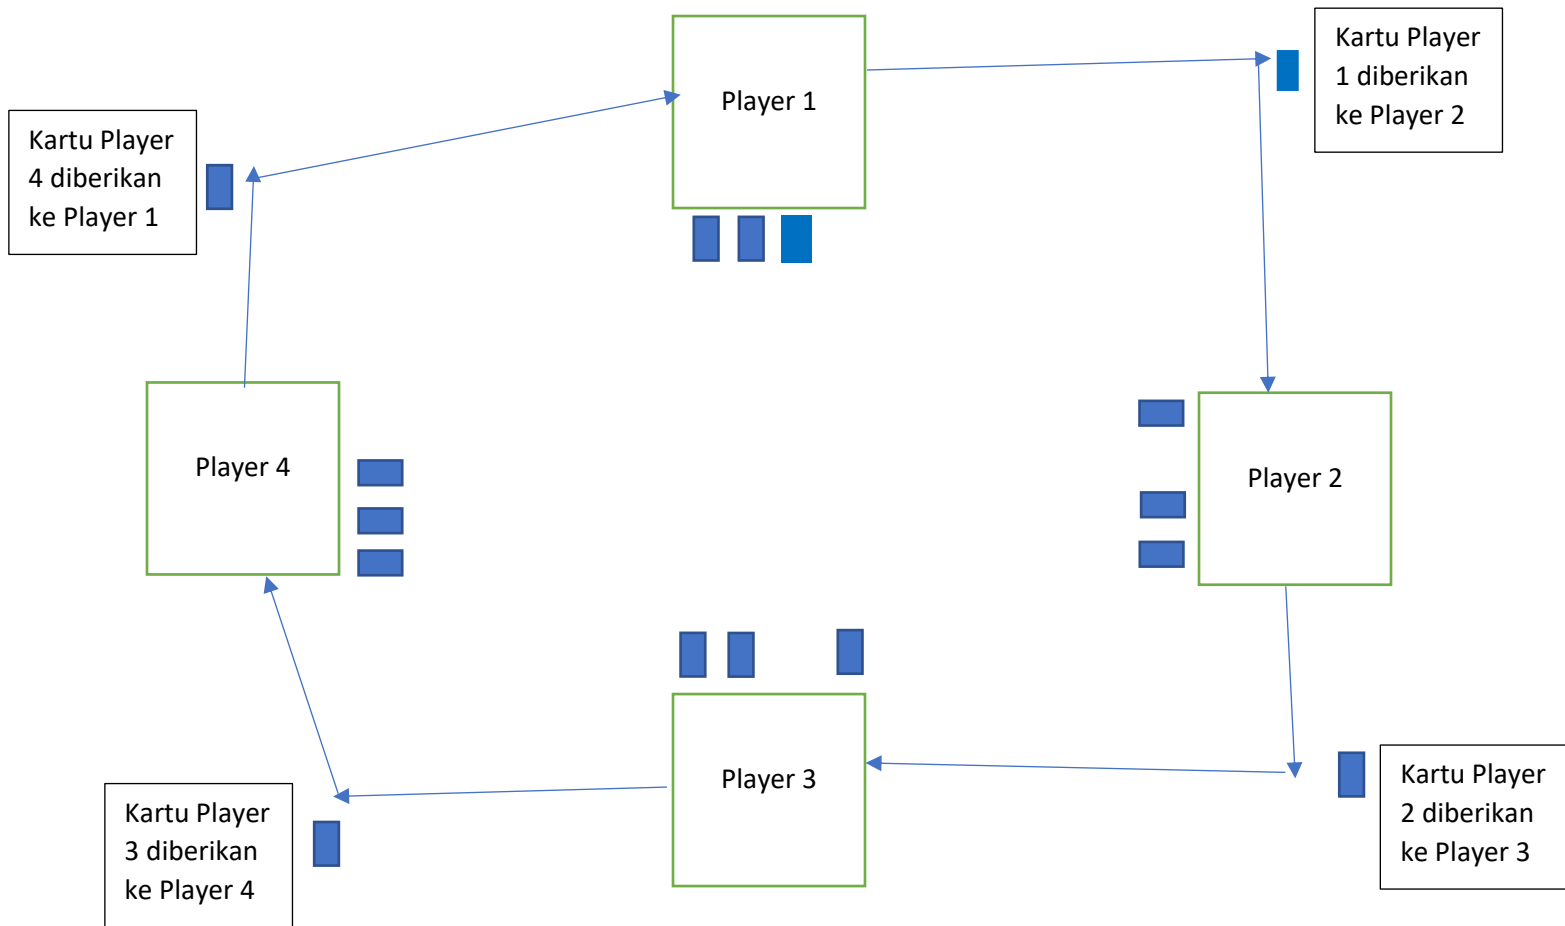 Player 1
Kartu Player
1 diberikan
ke Player 2
Kartu Player
4 diberikan
ke Player 1
Player 4
Player 2
Player 3
Kartu Player
2 diberikan
ke Player 3
Kartu Player
3 diberikan
ke Player 4